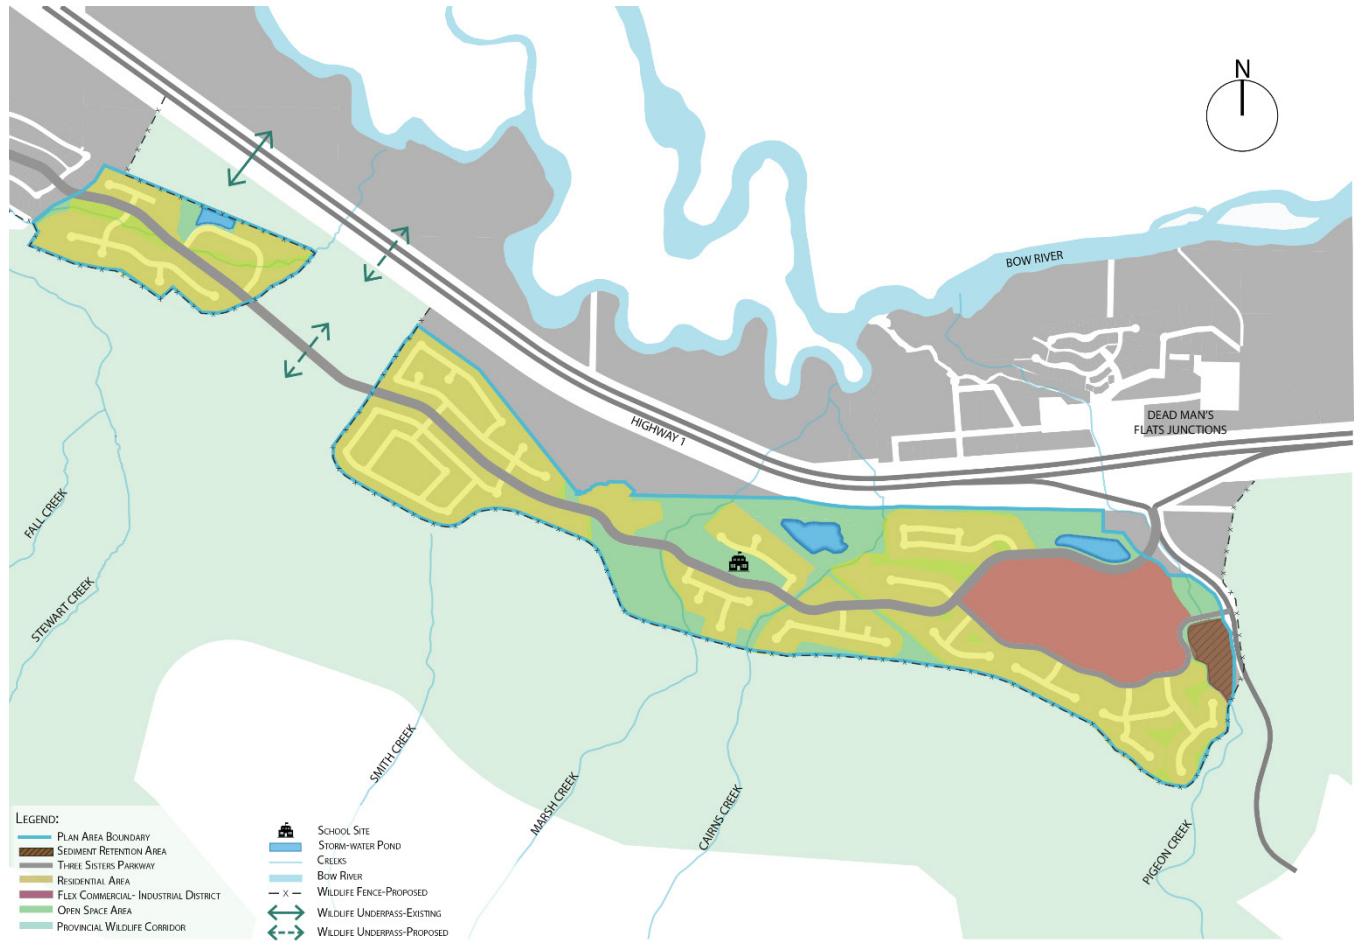 N
BOW RIVER
DEAD MAN'S
FLATS JUNCTIONS
HIGHWAY 1
FALL CREEK
STEWART CREEK
SMITH CREEK
MARSH CREEK
CAIRNS CREEK
PIGEON CREEK
LEGEND:
PLAN AREA BOUNDARY
SEDIMENT RETENTION AREA
THREE SISTERS PARKWAY
RESIDENTIAL AREA
FLEX COMMERCIAL- INDUSTRIAL DISTRICT
OPEN SPACE AREA
PROVINCIAL WILDLIFE CORRIDOR
SCHOOL SITE
STORM-WATER POND
CREEKS
BOW RIVER
WILDLIFE FENCE-PROPOSED
WILDLIFE UNDERPASS-EXISTING
WILDLIFE UNDERPASS-PROPOSED